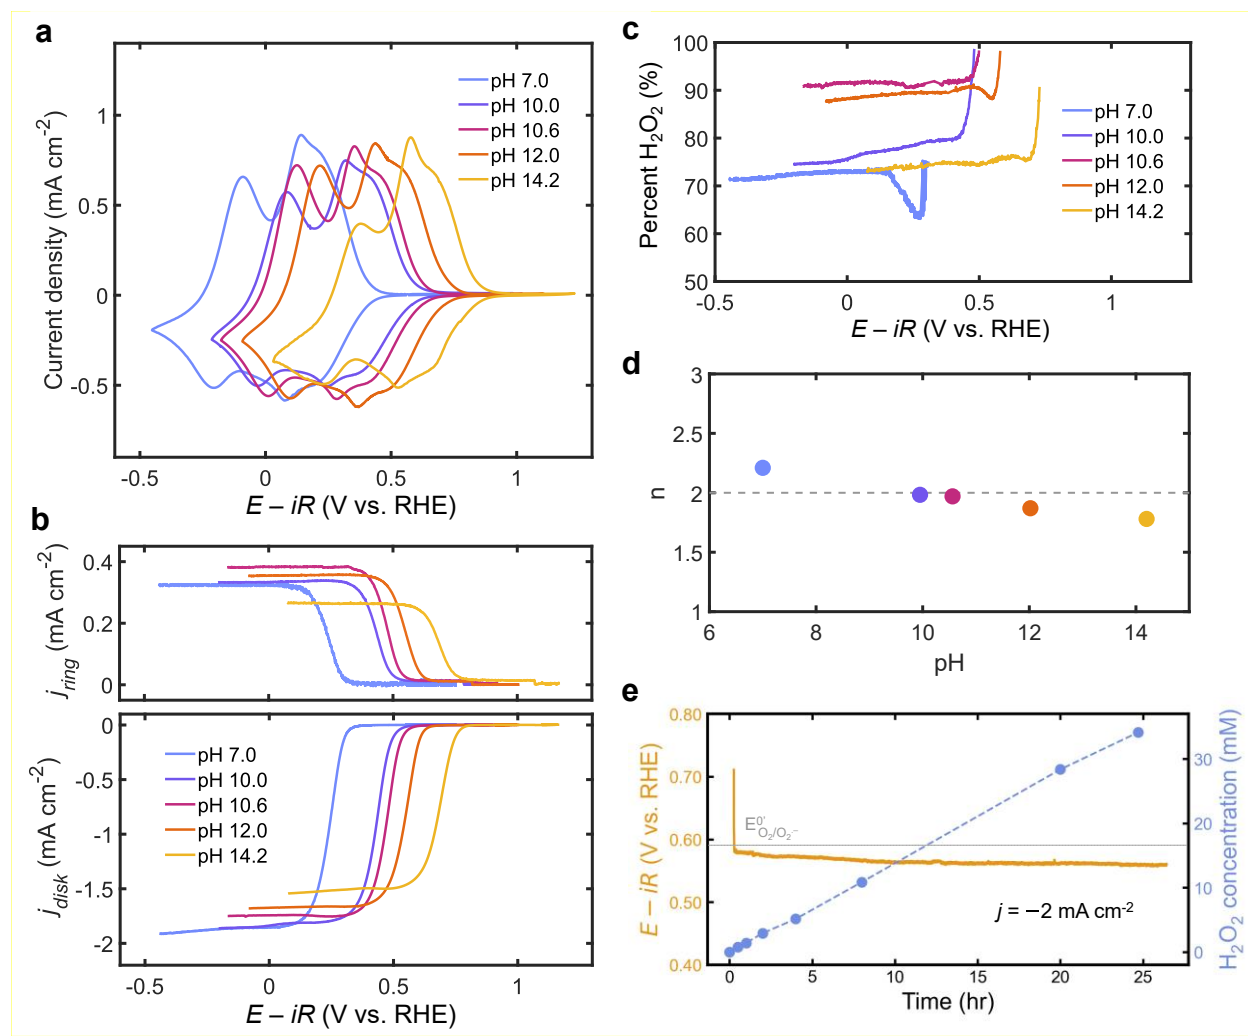 a
Current density (mA cm⁻²)
1
0.5
0
-0.5
-0.5
0
0.5
1
E – iR (V vs. RHE)
pH 7.0
pH 10.0
pH 10.6
pH 12.0
pH 14.2
b
j_ring (mA cm⁻²)
0.4
0.2
0
j_disk (mA cm⁻²)
0
-0.5
-1
-1.5
-2
pH 7.0
pH 10.0
pH 10.6
pH 12.0
pH 14.2
-0.5
0
0.5
1
E – iR (V vs. RHE)
c
Percent H₂O₂ (%)
100
90
80
70
60
50
pH 7.0
pH 10.0
pH 10.6
pH 12.0
pH 14.2
-0.5
0
0.5
1
E – iR (V vs. RHE)
d
n
3
2.5
2
1.5
1
6
8
10
12
14
pH
e
E – iR (V vs. RHE)
0.80
0.70
0.60
0.50
0.40
E⁰′O₂/O₂·⁻
j = −2 mA cm⁻²
30
20
10
0
H₂O₂ concentration (mM)
0
5
10
15
20
25
Time (hr)